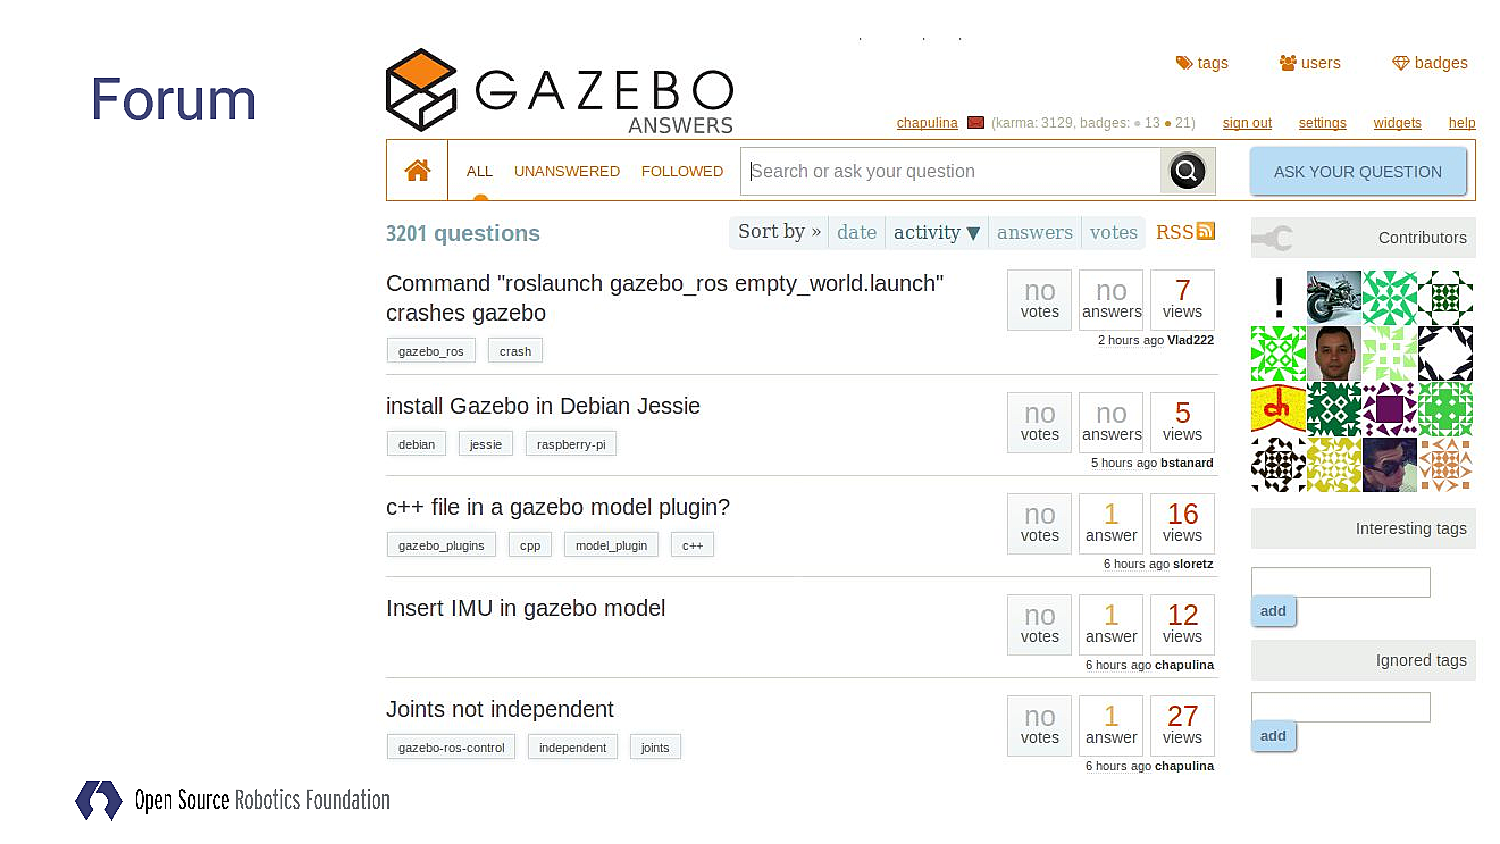 Forum
GAZEBO
ANSWERS
tags users badges
chapulina (karma: 3129, badges: ● 13 ● 21) sign out settings widgets help
ALL UNANSWERED FOLLOWED Search or ask your question ASK YOUR QUESTION
3201 questions Sort by » date activity ▼ answers votes RSS Contributors
Command "roslaunch gazebo_ros empty_world.launch"
crashes gazebo
no votes no answers 7 views
gazebo_ros crash
2 hours ago Vlad222
install Gazebo in Debian Jessie
no votes no answers 5 views
debian jessie raspberry-pi
5 hours ago bstanard
c++ file in a gazebo model plugin?
no votes 1 answer 16 views
gazebo_plugins cpp model_plugin c++
6 hours ago sloretz
Insert IMU in gazebo model
no votes 1 answer 12 views
6 hours ago chapulina
Joints not independent
no votes 1 answer 27 views
gazebo-ros-control independent joints
6 hours ago chapulina
!
ch
Interesting tags
add
Ignored tags
add
Open Source Robotics Foundation